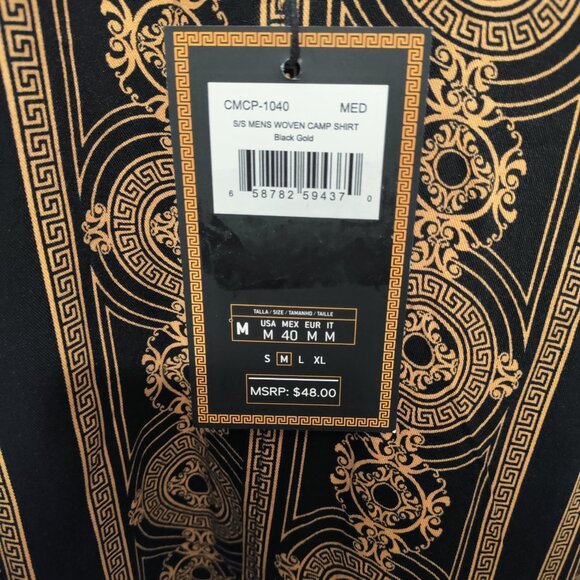 CMCP-1040 MED
S/S MENS WOVEN CAMP SHIRT
Black Gold
6 58782 59437 0
TALLA / SIZE / TAMANHO / TAILLE
M USA MEX EUR IT
M 40 M M
S M L XL
MSRP: $48.00